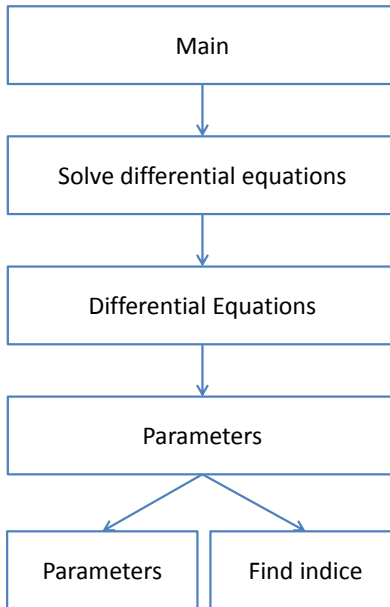 Main
Solve differential equations
Differential Equations
Parameters
Parameters
Find indice